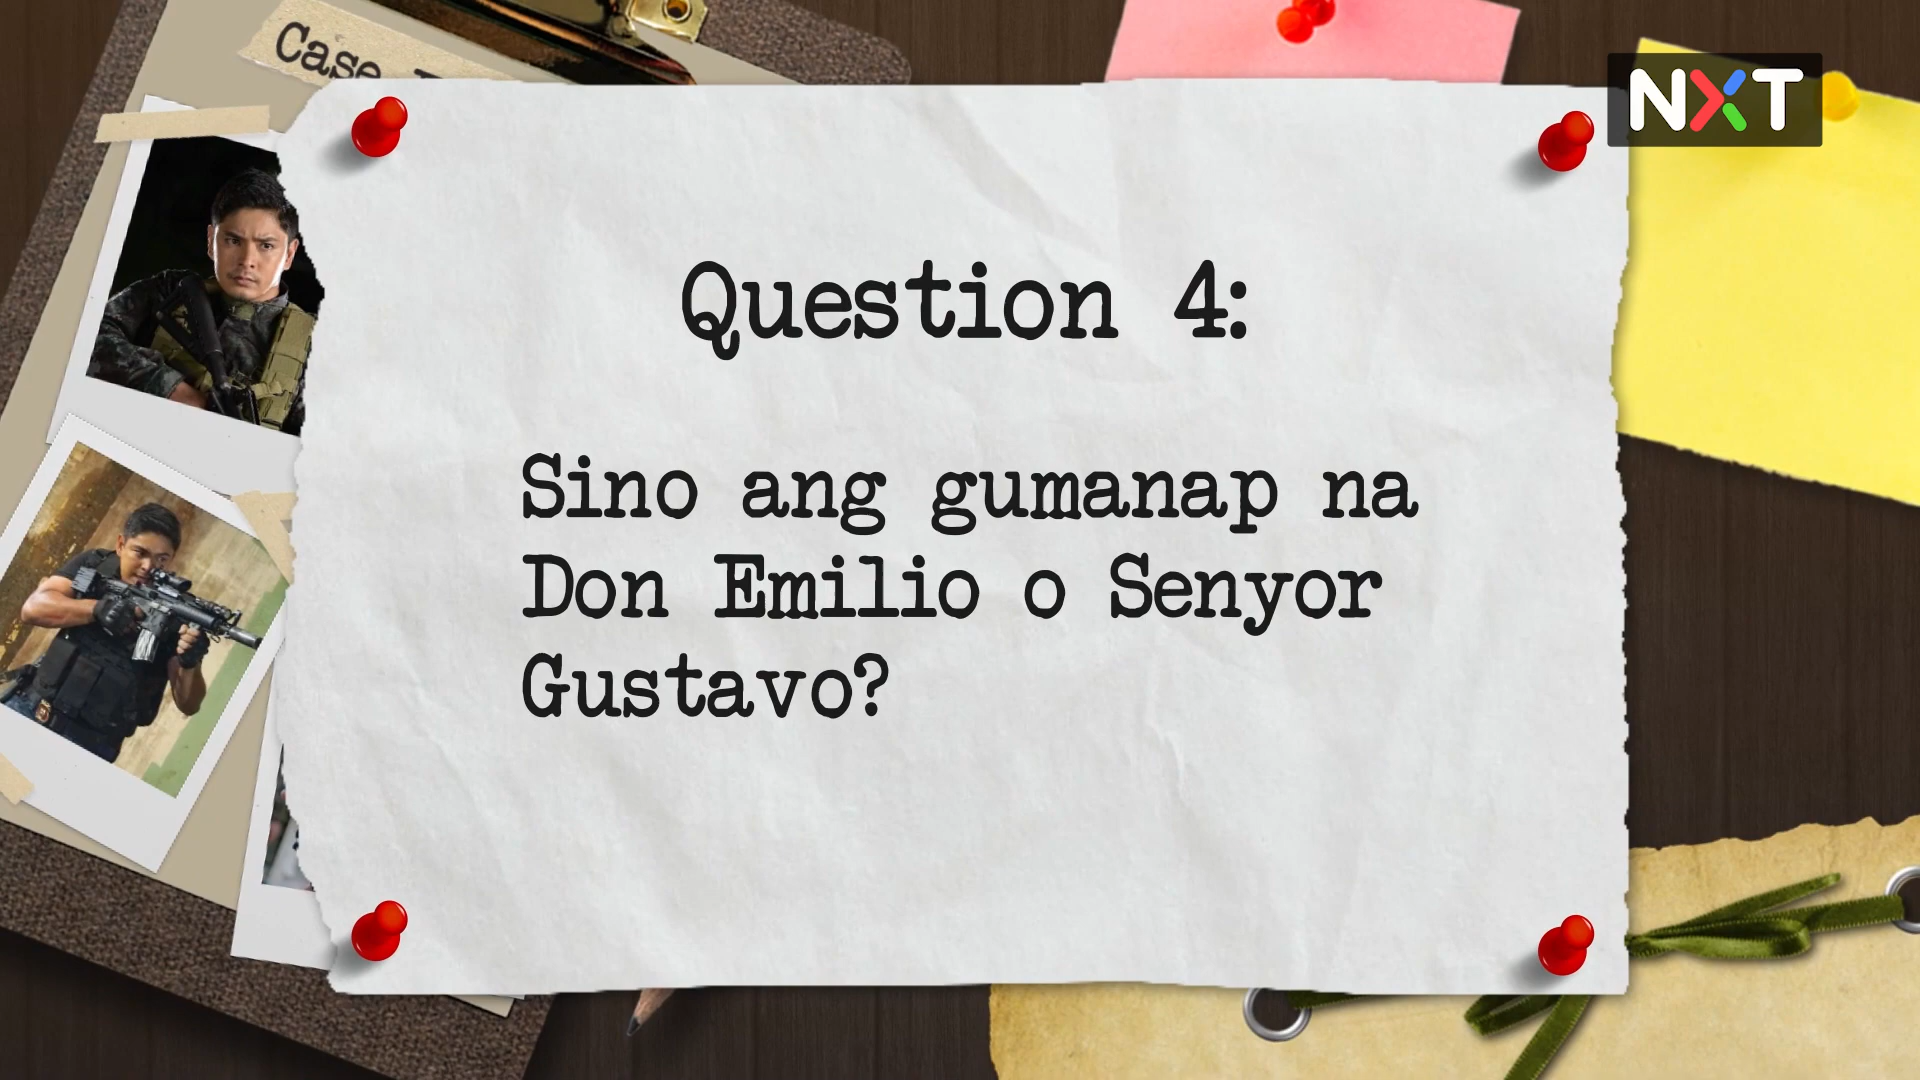 Case
NXT
Question 4:
Sino ang gumanap na
Don Emilio o Senyor
Gustavo?